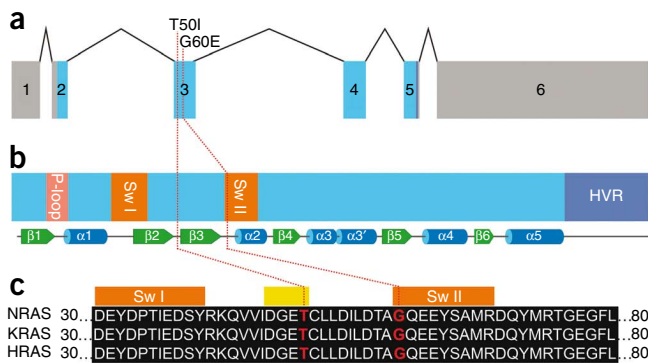 a
T50I
G60E
1 2 3 4 5 6
b
P-loop Sw I Sw II HVR
β1 α1 β2 β3 α2 β4 α3 α3′ β5 α4 β6 α5
c
Sw I Sw II
NRAS 30...DEYDPTIEDSYRKQVVIDGETCLLDILDTAGQEEYSAMRDQYMRTGEGFL...80
KRAS 30...DEYDPTIEDSYRKQVVIDGETCLLDILDTAGQEEYSAMRDQYMRTGEGFL...80
HRAS 30...DEYDPTIEDSYRKQVVIDGETCLLDILDTAGQEEYSAMRDQYMRTGEGFL...80